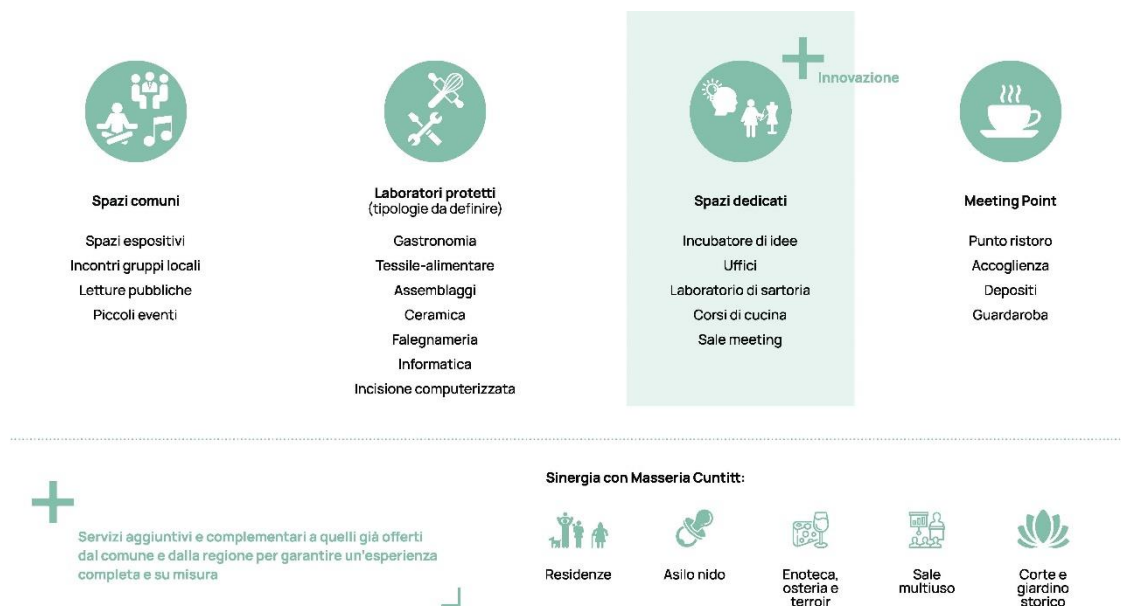 Innovazione
Spazi comuni
Spazi espositivi
Incontri gruppi locali
Letture pubbliche
Piccoli eventi
Laboratori protetti
(tipologie da definire)
Gastronomia
Tessile-alimentare
Assemblaggi
Ceramica
Falegnameria
Informatica
Incisione computerizzata
Spazi dedicati
Incubatore di idee
Uffici
Laboratorio di sartoria
Corsi di cucina
Sale meeting
Meeting Point
Punto ristoro
Accoglienza
Depositi
Guardaroba
Servizi aggiuntivi e complementari a quelli già offerti
dal comune e dalla regione per garantire un'esperienza
completa e su misura
Sinergia con Masseria Cuntitt:
Residenze
Asilo nido
Enoteca,
osteria e
terroir
Sale
multiuso
Corte e
giardino
storico